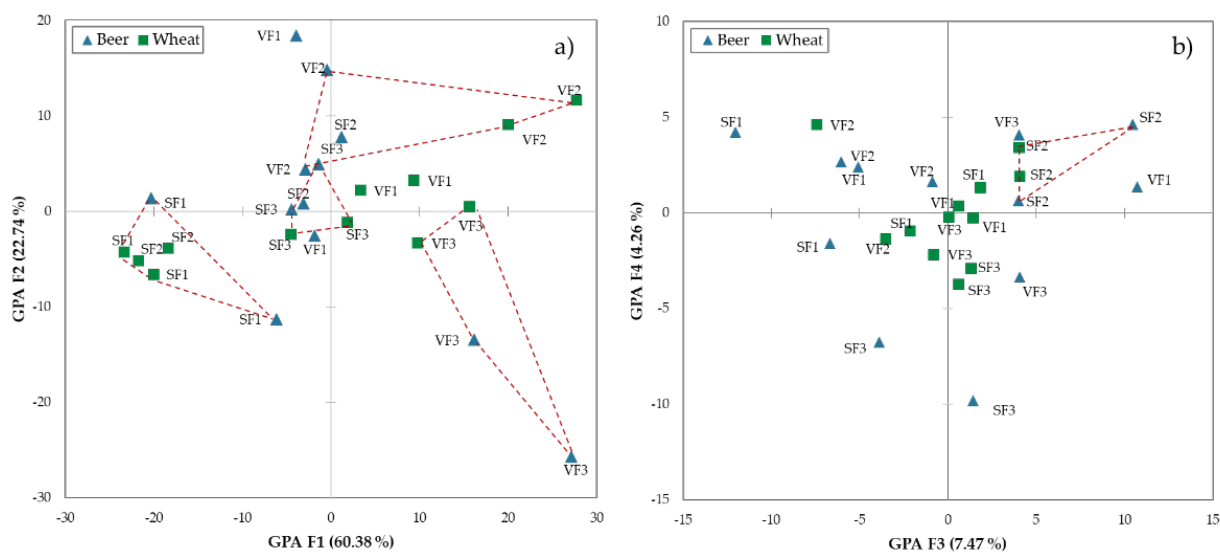 Beer Wheat
a)
VF1
VF2
VF2
VF2
SF2
SF3
VF2
VF1
VF1
SF2
SF1
SF3
VF3
SF3
SF3
VF1
VF3
SF1
SF2
SF2
SF1
SF1
VF3
VF3
20
10
0
-10
-20
-30
-30
-20
-10
0
10
20
30
GPA F2 (22.74 %)
GPA F1 (60.38 %)
Beer Wheat
b)
SF1
VF2
VF3
SF2
SF2
VF2
VF1
VF2
SF1
SF2
VF1
VF1
SF2
SF1
VF3
VF1
SF1
VF2
VF3
SF3
SF3
VF3
SF3
SF3
10
5
0
-5
-10
-15
-15
-10
-5
0
5
10
15
GPA F4 (4.26 %)
GPA F3 (7.47 %)